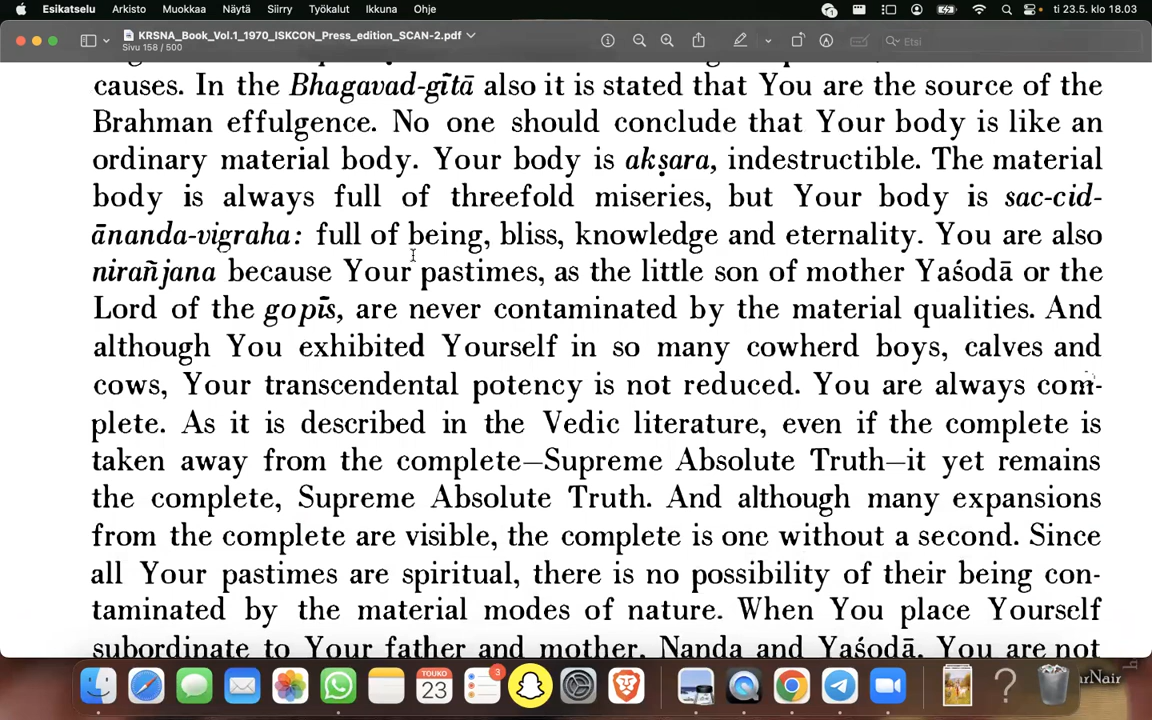 Esikatselu Arkisto Muokkaa Näytä Siirry Työkalut Ikkuna Ohje ti 23.5. klo 18.03
KRSNA_Book_Vol.1_1970_ISKCON_Press_edition_SCAN-2.pdf
Sivu 158 / 500
Etsi
causes. In the Bhagavad-gītā also it is stated that You are the source of the
Brahman effulgence. No one should conclude that Your body is like an
ordinary material body. Your body is akṣara, indestructible. The material
body is always full of threefold miseries, but Your body is sac-cid-
ānanda-vigraha: full of being, bliss, knowledge and eternality. You are also
nirañjana because Your pastimes, as the little son of mother Yaśodā or the
Lord of the gopīs, are never contaminated by the material qualities. And
although You exhibited Yourself in so many cowherd boys, calves and
cows, Your transcendental potency is not reduced. You are always com-
plete. As it is described in the Vedic literature, even if the complete is
taken away from the complete—Supreme Absolute Truth—it yet remains
the complete, Supreme Absolute Truth. And although many expansions
from the complete are visible, the complete is one without a second. Since
all Your pastimes are spiritual, there is no possibility of their being con-
taminated by the material modes of nature. When You place Yourself
subordinate to Your father and mother, Nanda and Yaśodā, You are not
TOUKO
23
3